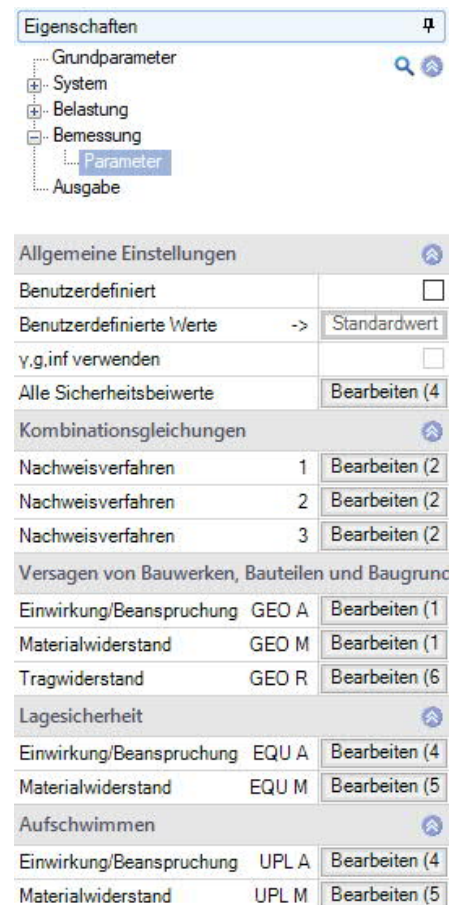 Eigenschaften
Grundparameter
System
Belastung
Bemessung
Parameter
Ausgabe
Allgemeine Einstellungen
Benutzerdefiniert
Benutzerdefinierte Werte -> Standardwert
γ,g,inf verwenden
Alle Sicherheitsbeiwerte Bearbeiten (4
Kombinationsgleichungen
Nachweisverfahren 1 Bearbeiten (2
Nachweisverfahren 2 Bearbeiten (2
Nachweisverfahren 3 Bearbeiten (2
Versagen von Bauwerken, Bauteilen und Baugrund
Einwirkung/Beanspruchung GEO A Bearbeiten (1
Materialwiderstand GEO M Bearbeiten (1
Tragwiderstand GEO R Bearbeiten (6
Lagesicherheit
Einwirkung/Beanspruchung EQU A Bearbeiten (4
Materialwiderstand EQU M Bearbeiten (5
Aufschwimmen
Einwirkung/Beanspruchung UPL A Bearbeiten (4
Materialwiderstand UPL M Bearbeiten (5